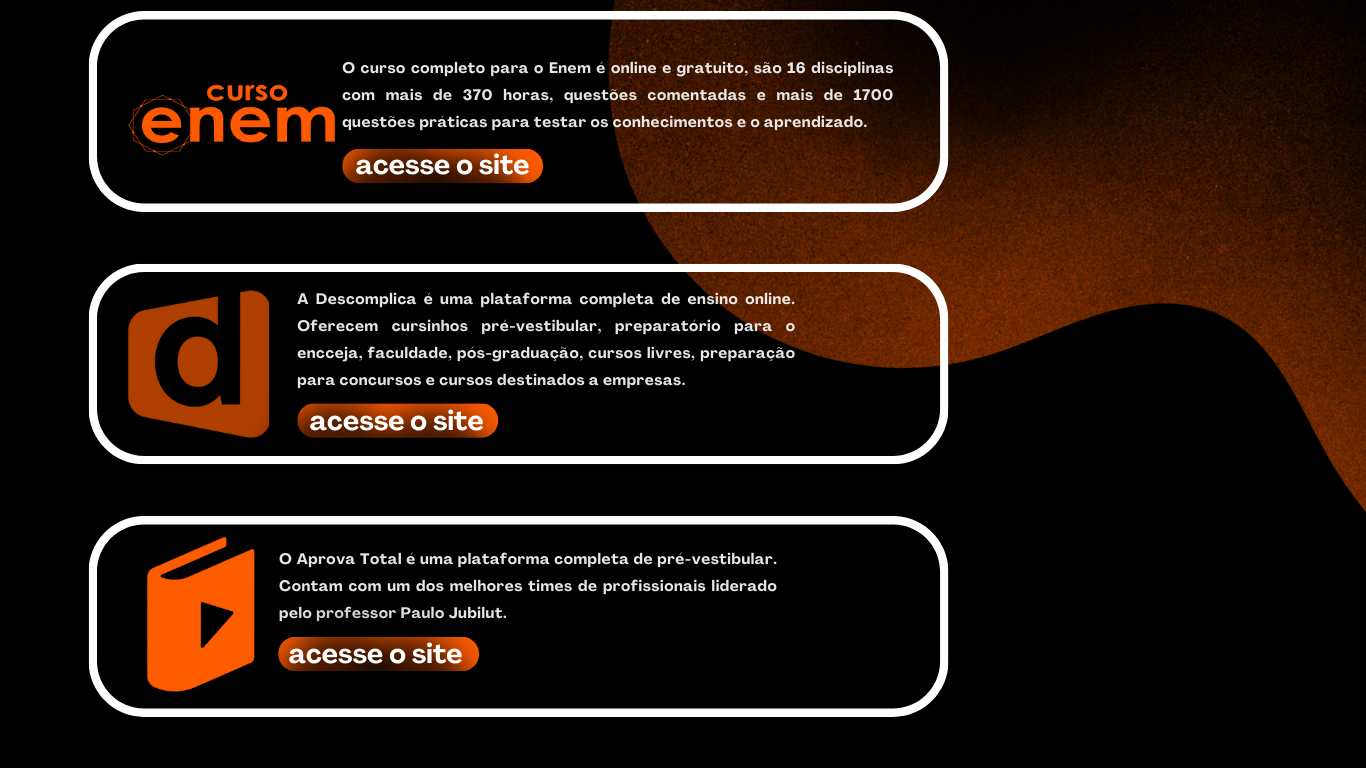 curso
enem
O curso completo para o Enem é online e gratuito, são 16 disciplinas
com mais de 370 horas, questões comentadas e mais de 1700
questões práticas para testar os conhecimentos e o aprendizado.
acesse o site
d
A Descomplica é uma plataforma completa de ensino online.
Oferecem cursinhos pré-vestibular, preparatório para o
encceja, faculdade, pós-graduação, cursos livres, preparação
para concursos e cursos destinados a empresas.
acesse o site
O Aprova Total é uma plataforma completa de pré-vestibular.
Contam com um dos melhores times de profissionais liderado
pelo professor Paulo Jubilut.
acesse o site